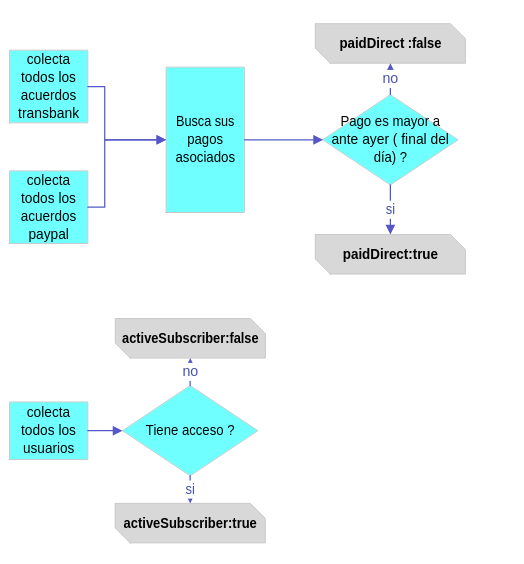 colecta
todos los
acuerdos
transbank
colecta
todos los
acuerdos
paypal
Busca sus
pagos
asociados
paidDirect :false
no
Pago es mayor a
ante ayer ( final del
día) ?
si
paidDirect:true
activeSubscriber:false
no
colecta
todos los
usuarios
Tiene acceso ?
si
activeSubscriber:true